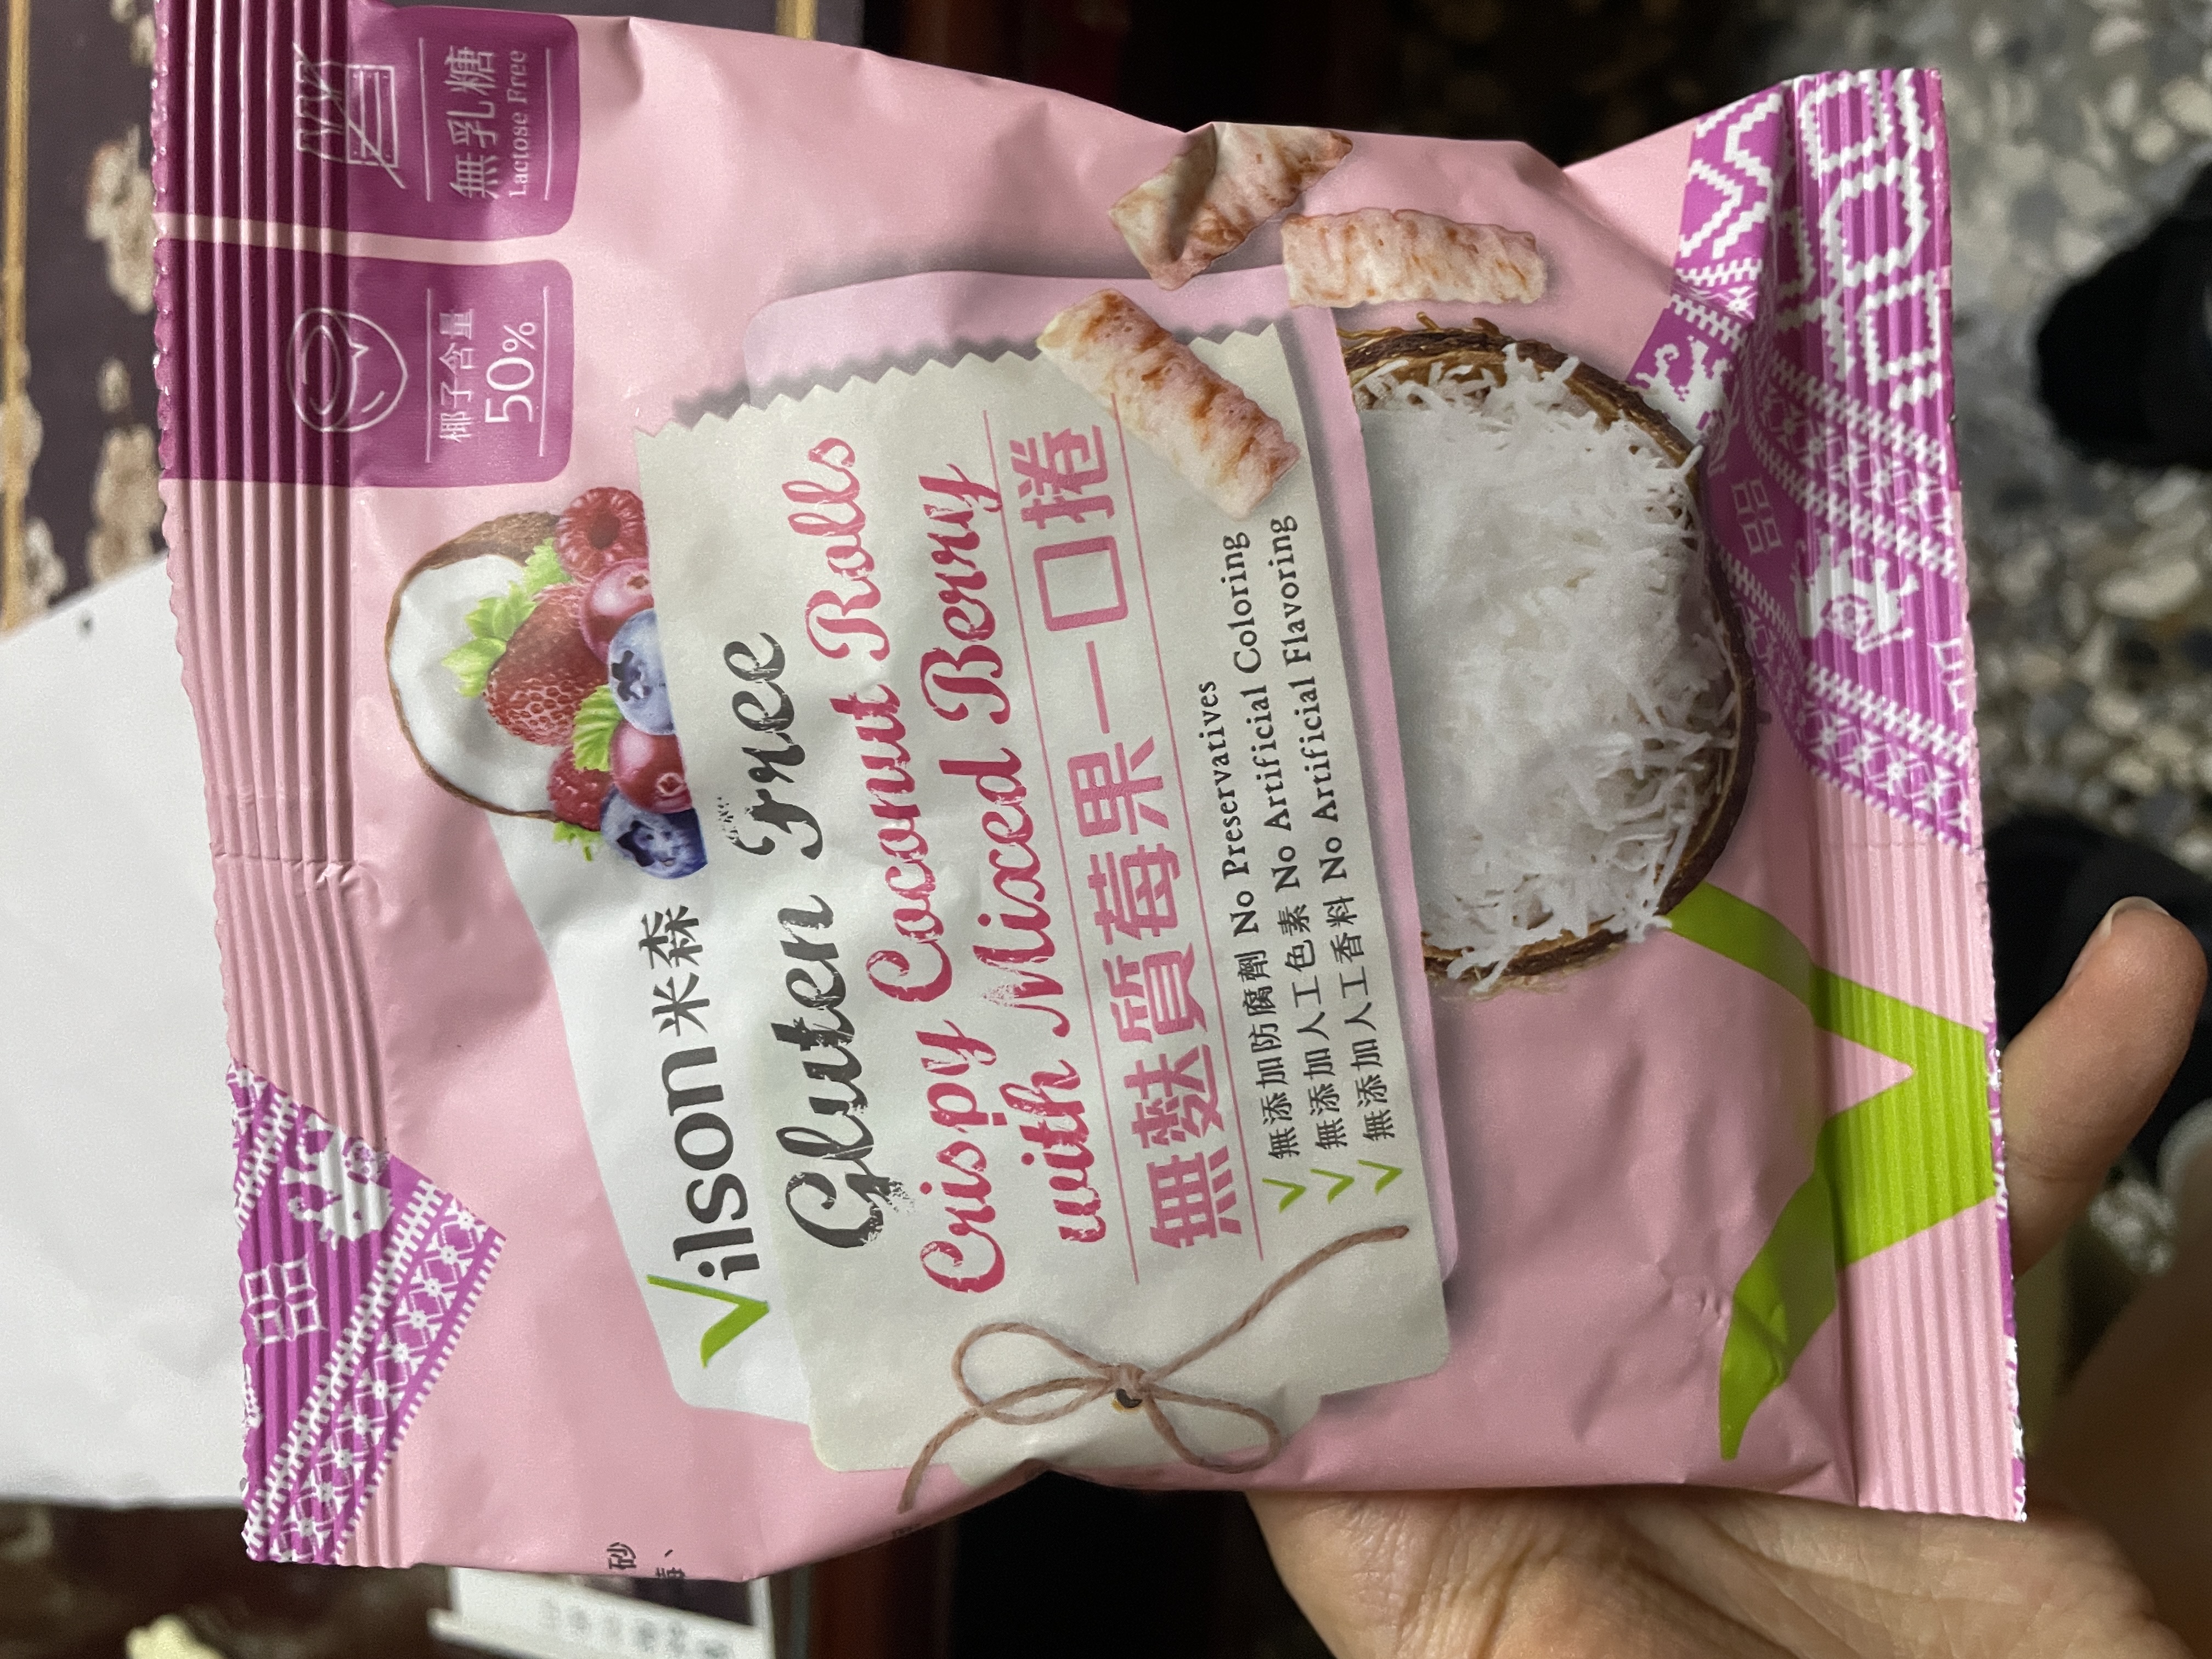 無乳糖
Lactose Free
椰子含量
50%
Vilson 米森
Gluten Free
Crispy Coconut Rolls
with Mixed Berry
無麩質莓果一口捲
無添加防腐劑 No Preservatives
無添加人工色素 No Artificial Coloring
無添加人工香料 No Artificial Flavoring
砂
莓、